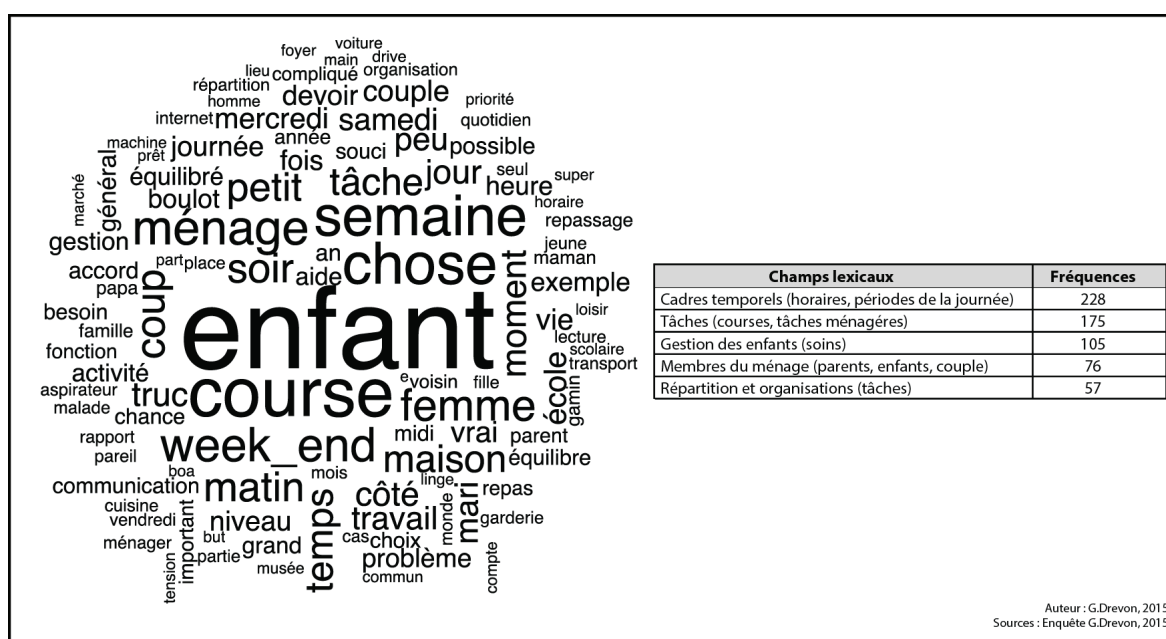 foyer voiture
main drive
lieu compliqué organisation
répartition devoir couple
homme priorité
internet mercredi samedi quotidien
machine journée année souci peu possible
prêt fois
marché général équilibré petit tâche jour seul super
boulot heure
horaire
ménage semaine repassage
gestion an jeune
part place soir aide chose maman
accord coup moment exemple
papa
besoin enfant vie loisir
famille lecture
fonction scolaire
activité école transport
aspirateur truc course e voisin fille gamin
malade chance femme
rapport week_end midi vrai parent
pareil maison équilibre
boa mois linge
communication matin côté mari repas
cuisine temps monde
vendredi important niveau travail garderie
ménager but cas choix
tension partie grand problème compte
musée commun
Champs lexicaux Fréquences
Cadres temporels (horaires, périodes de la journée) 228
Tâches (courses, tâches ménagéres) 175
Gestion des enfants (soins) 105
Membres du ménage (parents, enfants, couple) 76
Répartition et organisations (tâches) 57
Auteur : G.Drevon, 2015
Sources : Enquête G.Drevon, 2015